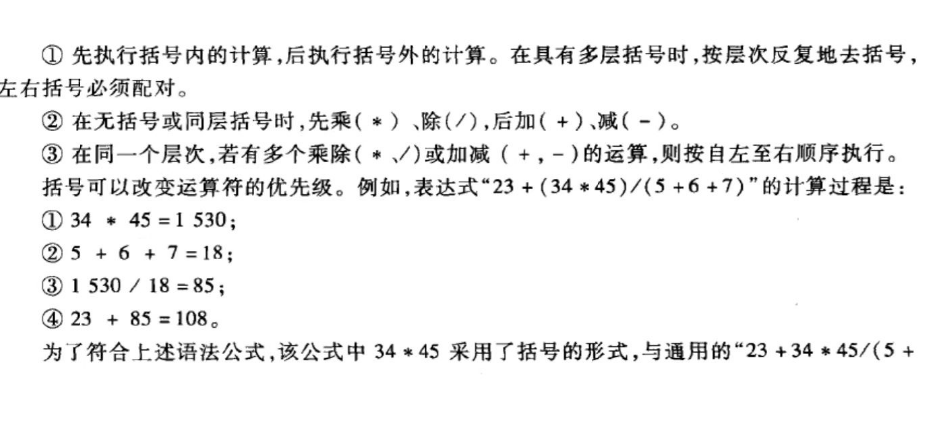 ① 先执行括号内的计算,后执行括号外的计算。在具有多层括号时,按层次反复地去括号,
左右括号必须配对。
② 在无括号或同层括号时,先乘( * )、除(/),后加( + )、减( - )。
③ 在同一个层次,若有多个乘除( * 、/)或加减 ( + , - )的运算,则按自左至右顺序执行。
括号可以改变运算符的优先级。例如,表达式“23 + (34 * 45)/(5 +6 +7)”的计算过程是:
① 34 * 45 =1 530;
② 5 + 6 + 7 =18;
③ 1 530 / 18 =85;
④ 23 + 85 =108。
为了符合上述语法公式,该公式中 34 * 45 采用了括号的形式,与通用的“23 +34 * 45/(5 +